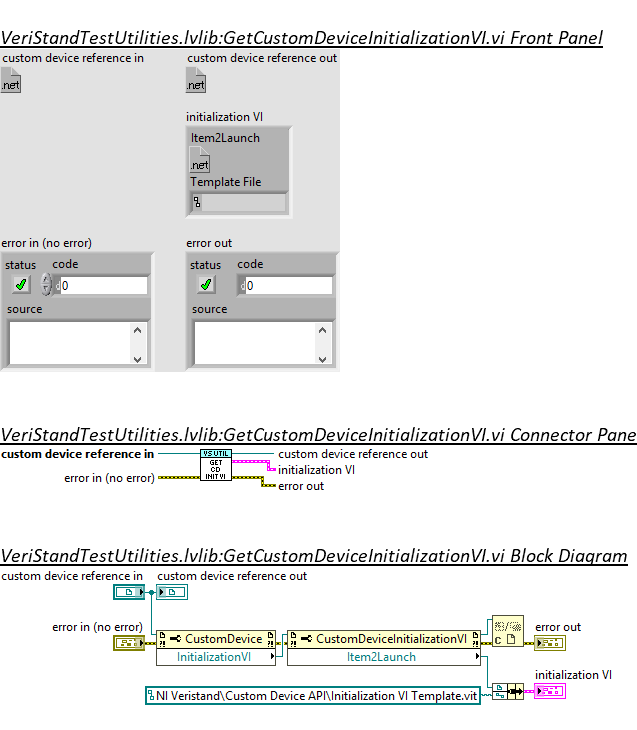 VeriStandTestUtilities.lvlib:GetCustomDeviceInitializationVI.vi Front Panel
custom device reference in custom device reference out
.net .net
initialization VI
Item2Launch
.net
Template File
error in (no error) error out
status code status code
d 0 d 0
source source
VeriStandTestUtilities.lvlib:GetCustomDeviceInitializationVI.vi Connector Pane
custom device reference in VS UTIL custom device reference out
GET
CD
INIT VI
initialization VI
error in (no error) error out
VeriStandTestUtilities.lvlib:GetCustomDeviceInitializationVI.vi Block Diagram
custom device reference in custom device reference out
error in (no error) error out
CustomDevice CustomDeviceInitializationVI
InitializationVI Item2Launch
C
initialization VI
NI Veristand\Custom Device API\Initialization VI Template.vit